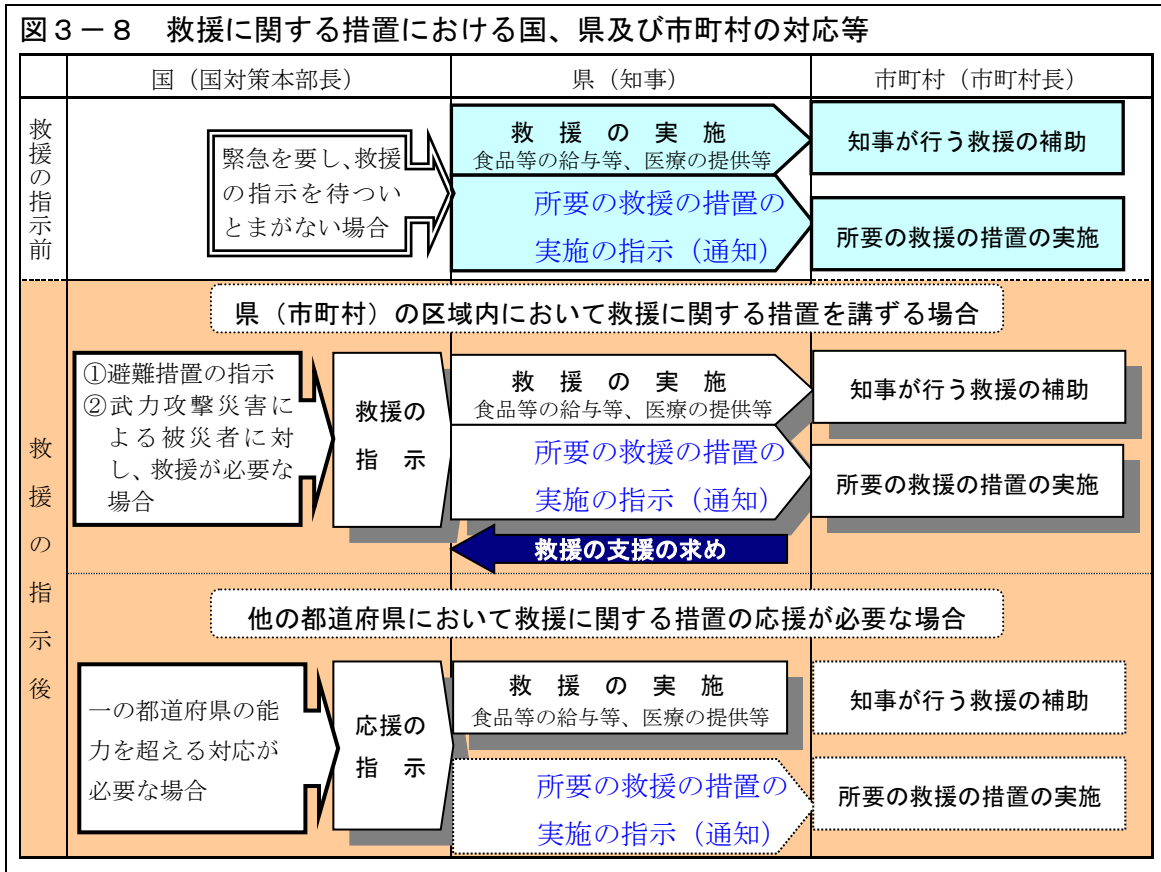 図３－８　救援に関する措置における国、県及び市町村の対応等
国（国対策本部長）
県（知事）
市町村（市町村長）
救援の指示前
緊急を要し、救援
の指示を待つい
とまがない場合
救　援　の　実　施
食品等の給与等、医療の提供等
所要の救援の措置の
実施の指示（通知）
知事が行う救援の補助
所要の救援の措置の実施
救援の指示後
県（市町村）の区域内において救援に関する措置を講ずる場合
①避難措置の指示
②武力攻撃災害に
よる被災者に対
し、救援が必要な
場合
救援の
指　示
救　援　の　実　施
食品等の給与等、医療の提供等
所要の救援の措置の
実施の指示（通知）
知事が行う救援の補助
所要の救援の措置の実施
救援の支援の求め
他の都道府県において救援に関する措置の応援が必要な場合
一の都道府県の能
力を超える対応が
必要な場合
応援の
指　示
救　援　の　実　施
食品等の給与等、医療の提供等
所要の救援の措置の
実施の指示（通知）
知事が行う救援の補助
所要の救援の措置の実施